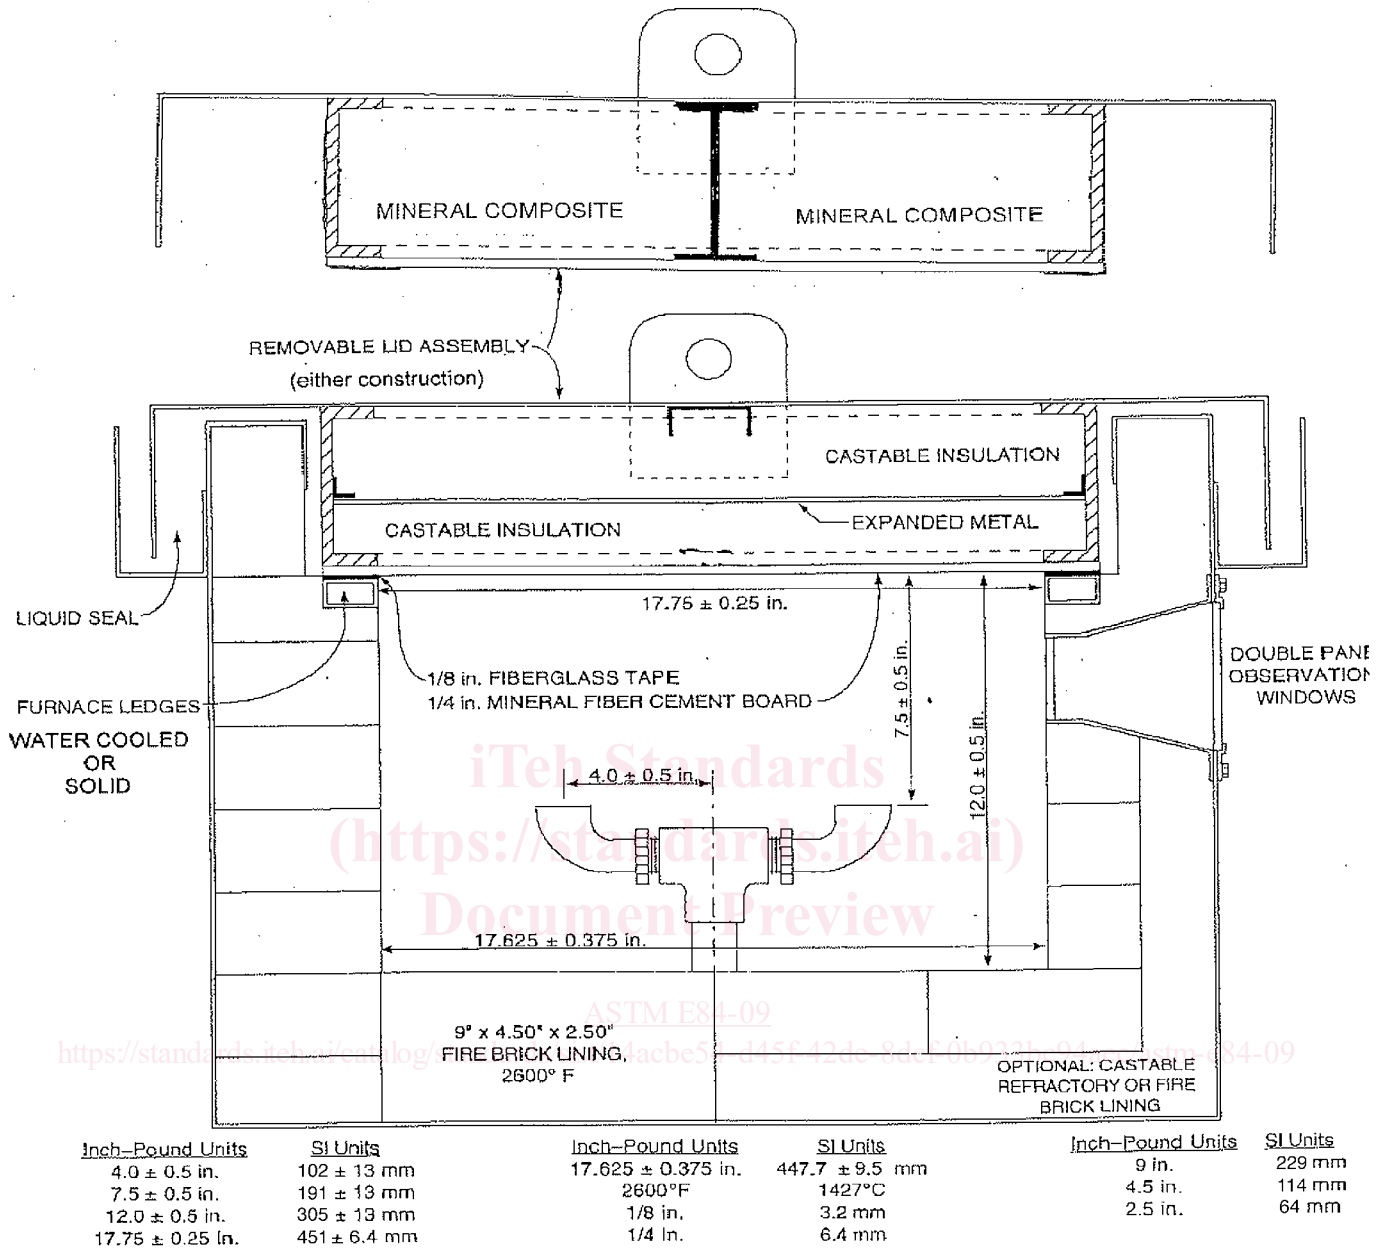 MINERAL COMPOSITE
MINERAL COMPOSITE
REMOVABLE LID ASSEMBLY
(either construction)
CASTABLE INSULATION
CASTABLE INSULATION
EXPANDED METAL
17.75 ± 0.25 in.
LIQUID SEAL
1/8 in. FIBERGLASS TAPE
1/4 in. MINERAL FIBER CEMENT BOARD
7.5 ± 0.5 in.
12.0 ± 0.5 in.
DOUBLE PANE
OBSERVATION
WINDOWS
FURNACE LEDGES
WATER COOLED
OR
SOLID
iTeh Standards
4.0 ± 0.5 in.
(https://standards.iteh.ai)
Document Preview
17.625 ± 0.375 in.
ASTM E84-09
9" x 4.50" x 2.50"
FIRE BRICK LINING,
2600° F
https://standards.iteh.ai/catalog/
OPTIONAL: CASTABLE
REFRACTORY OR FIRE
BRICK LINING
Inch–Pound Units SI Units Inch–Pound Units SI Units Inch–Pound Units SI Units
4.0 ± 0.5 in. 102 ± 13 mm 17.625 ± 0.375 in. 447.7 ± 9.5 mm 9 in. 229 mm
7.5 ± 0.5 in. 191 ± 13 mm 2600°F 1427°C 4.5 in. 114 mm
12.0 ± 0.5 in. 305 ± 13 mm 1/8 in. 3.2 mm 2.5 in. 64 mm
17.75 ± 0.25 in. 451 ± 6.4 mm 1/4 in. 6.4 mm